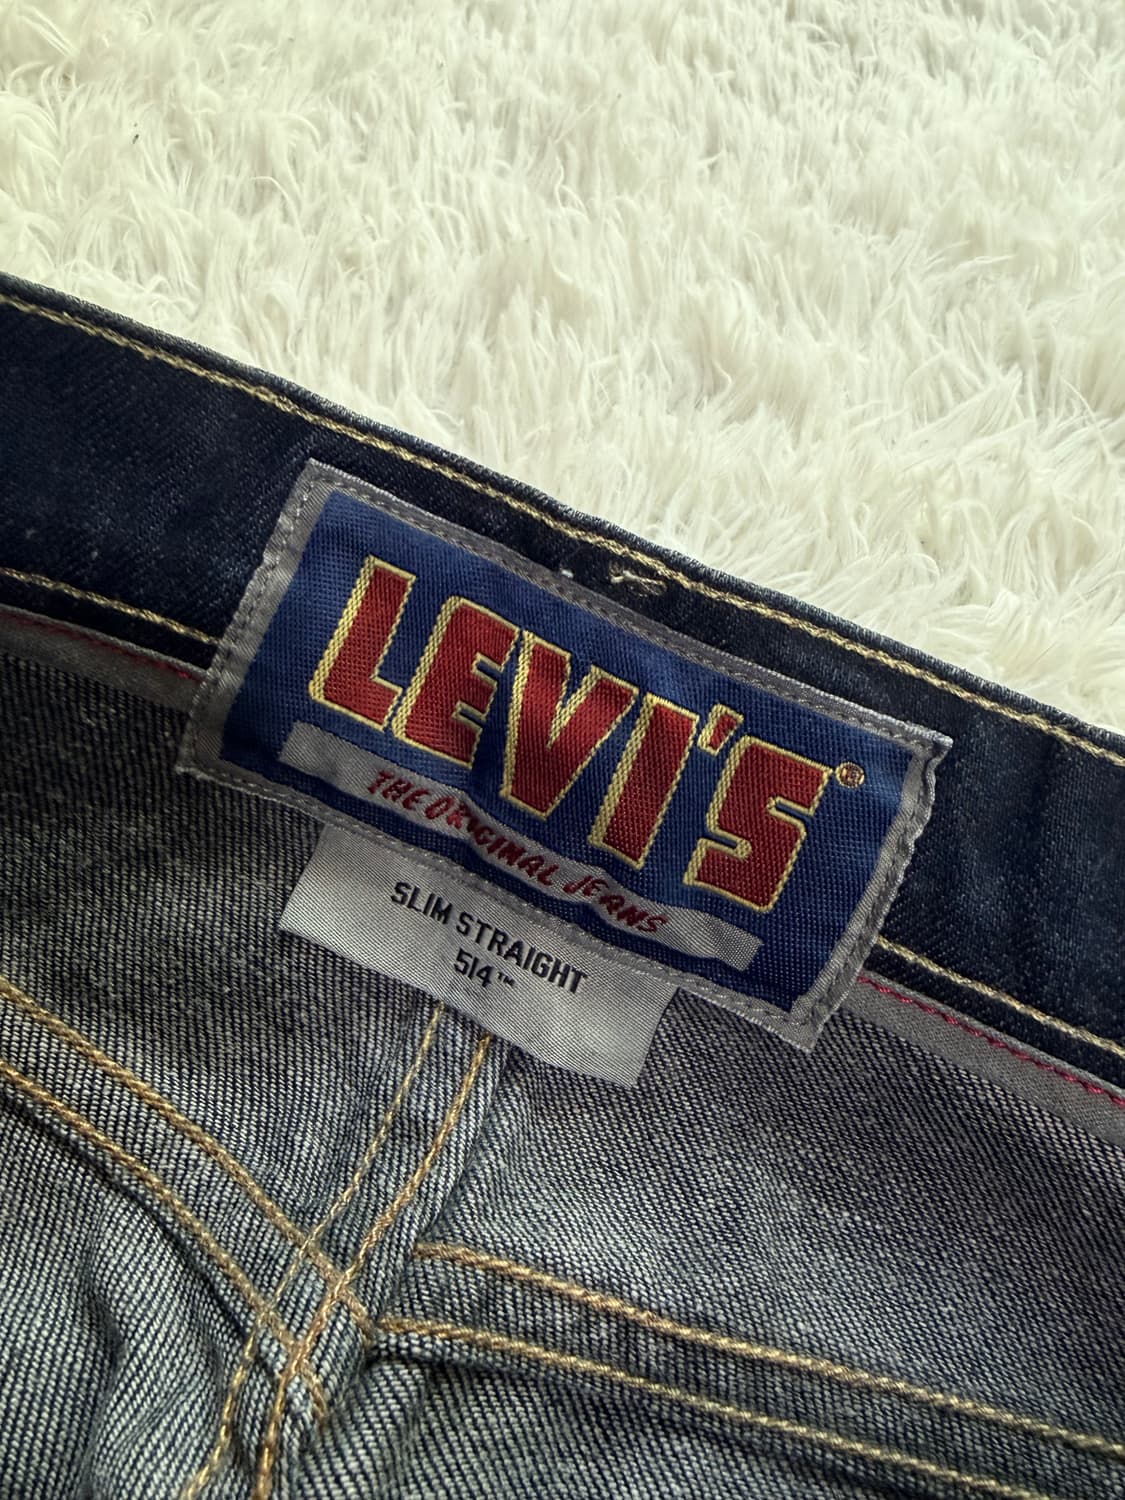 LEVI'S®
THE ORIGINAL JEANS
SLIM STRAIGHT
514™